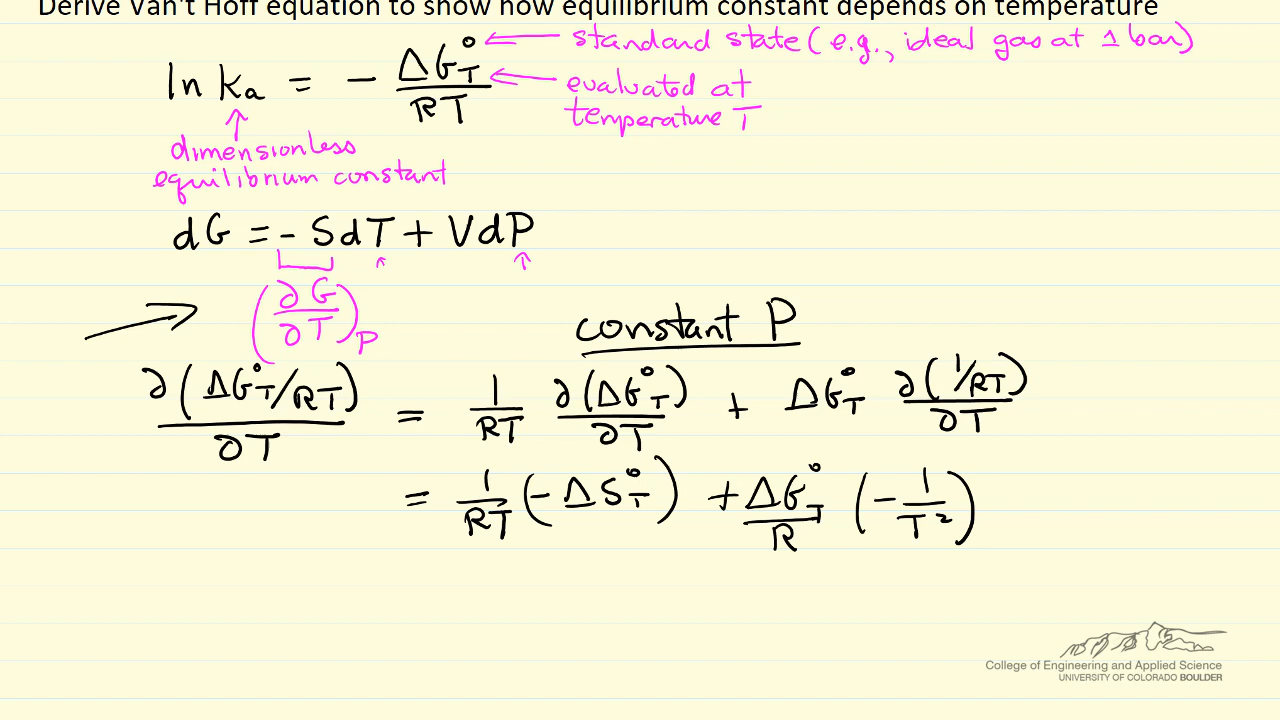 Derive Van't Hoff equation to show how equilibrium constant depends on temperature
ln Ka = - ΔG°T / RT
standard state (e.g., ideal gas at 1 bar)
evaluated at
temperature T
dimensionless
equilibrium constant
dG = - SdT + VdP
(∂G/∂T)P
constant P
∂(ΔG°T/RT)/∂T = 1/RT ∂(ΔG°T)/∂T + ΔG°T ∂(1/RT)/∂T
= 1/RT (-ΔS°T) + ΔG°T/R (-1/T²)
College of Engineering and Applied Science
UNIVERSITY OF COLORADO BOULDER